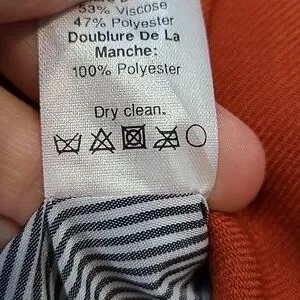 53% Viscose
47% Polyester
Doublure De La
Manche:
100% Polyester
Dry clean.